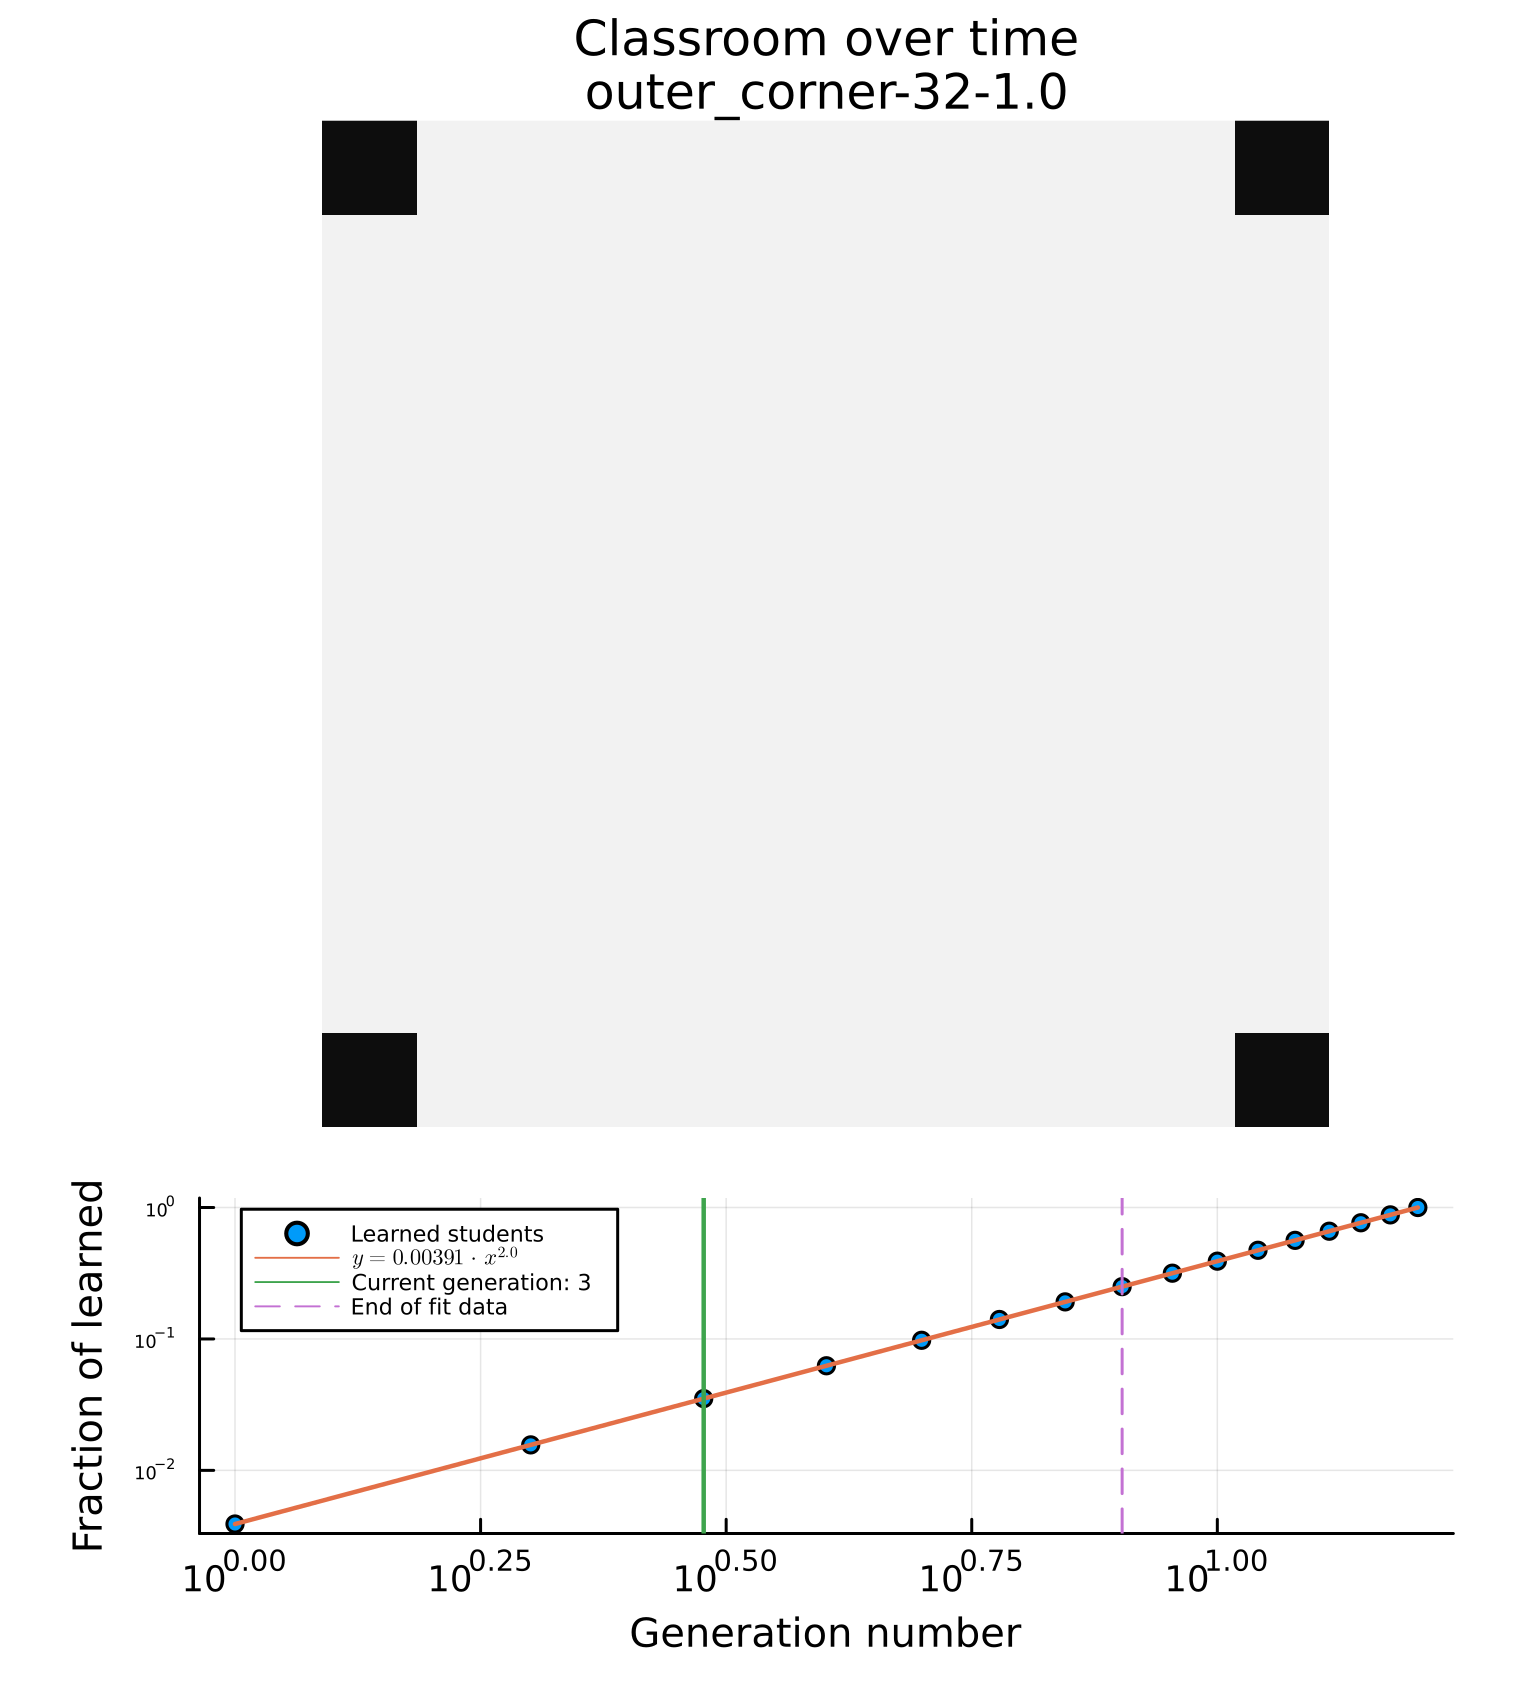 Classroom over time
outer_corner-32-1.0
Fraction of learned
10^0
10^-1
10^-2
Learned students
y = 0.00391 · x^2.0
Current generation: 3
End of fit data
10^0.00 10^0.25 10^0.50 10^0.75 10^1.00
Generation number